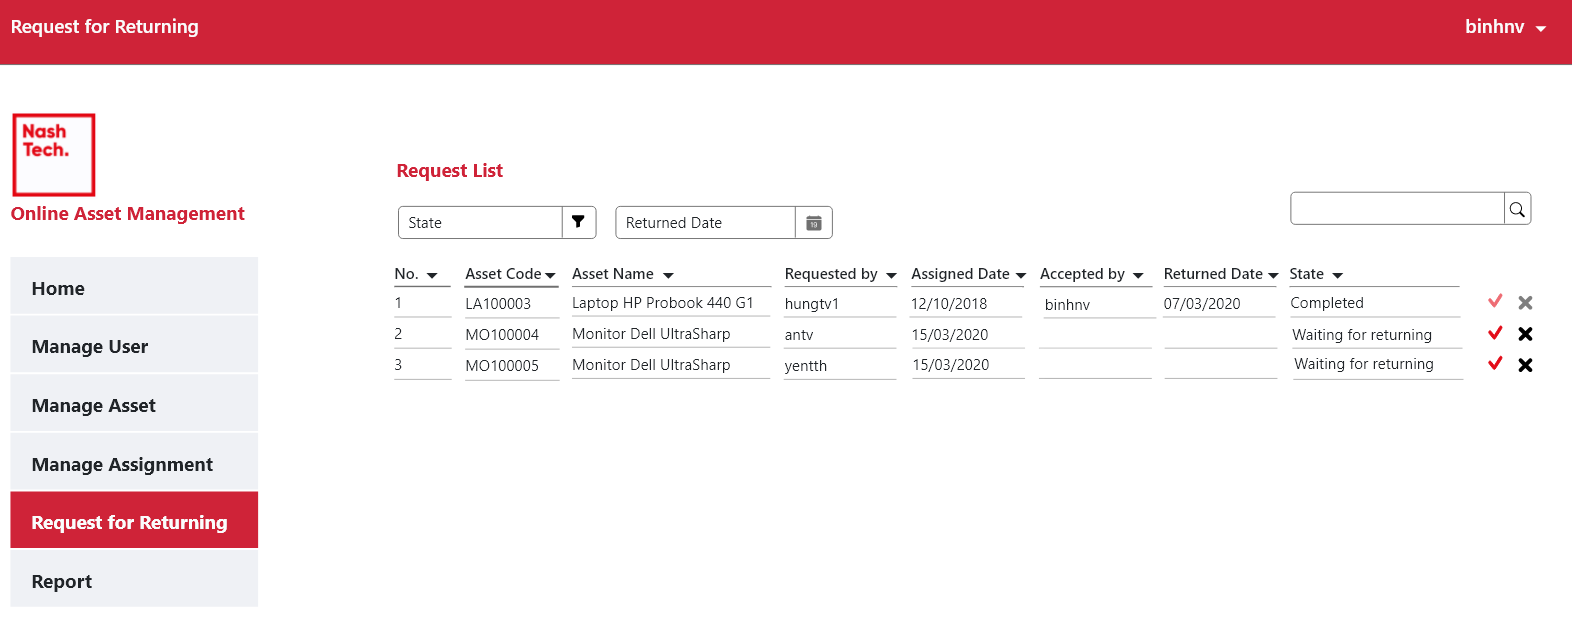 Request for Returning binhnv
Nash
Tech.
Online Asset Management
Home
Manage User
Manage Asset
Manage Assignment
Request for Returning
Report
Request List
State Returned Date 19
No. Asset Code Asset Name Requested by Assigned Date Accepted by Returned Date State
1 LA100003 Laptop HP Probook 440 G1 hungtv1 12/10/2018 binhnv 07/03/2020 Completed
2 MO100004 Monitor Dell UltraSharp antv 15/03/2020 Waiting for returning
3 MO100005 Monitor Dell UltraSharp yentth 15/03/2020 Waiting for returning